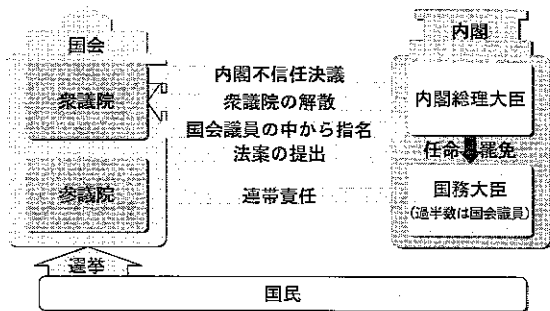 国会
衆議院
参議院
内閣不信任決議
衆議院の解散
国会議員の中から指名
法案の提出
連帯責任
内閣
内閣総理大臣
任命 罷免
国務大臣
(過半数は国会議員)
選挙
国民